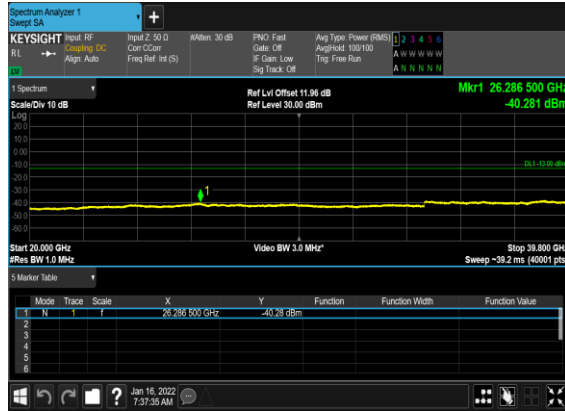 Spectrum Analyzer 1
Swept SA
+
KEYSIGHT Input: RF Input Z: 50 Ω #Atten: 30 dB PNO: Fast Avg Type: Power (RMS) 1 2 3 4 5 6
RL Coupling: DC Corr CCorr Gate: Off Avg|Hold: 100/100 A W W W W W
Align: Auto Freq Ref: Int (S) IF Gain: Low Trig: Free Run
Sig Track: Off A N N N N N
1 Spectrum Ref Lvl Offset 11.96 dB Mkr1 26.286 500 GHz
Scale/Div 10 dB Ref Level 30.00 dBm -40.281 dBm
Log
20.0
10.0
0.00
-10.0 DL1 -13.00 dBm
-20.0
-30.0 1
-40.0
-50.0
-60.0
Start 20.000 GHz Video BW 3.0 MHz* Stop 39.800 GHz
#Res BW 1.0 MHz Sweep ~39.2 ms (40001 pts)
5 Marker Table
Mode Trace Scale X Y Function Function Width Function Value
1 N 1 f 26.286 500 GHz -40.28 dBm
2
3
4
5
6
? Jan 16, 2022
7:37:35 AM